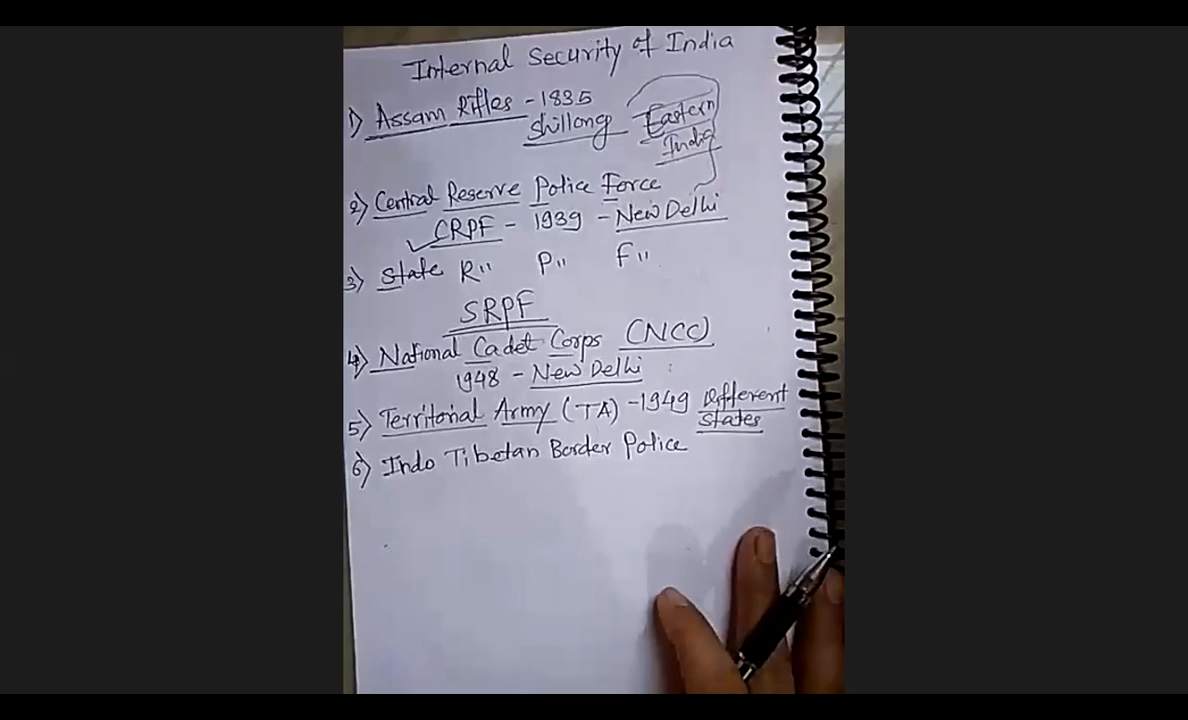 Internal Security of India
1) Assam Rifles - 1835
Shillong
Eastern
India
2) Central Reserve Police Force
CRPF - 1939 - New Delhi
3) State R" P" F"
SRPF
4) National Cadet Corps (NCC)
1948 - New Delhi
5) Territorial Army (TA) - 1949 Different
States
6) Indo Tibetan Border Police